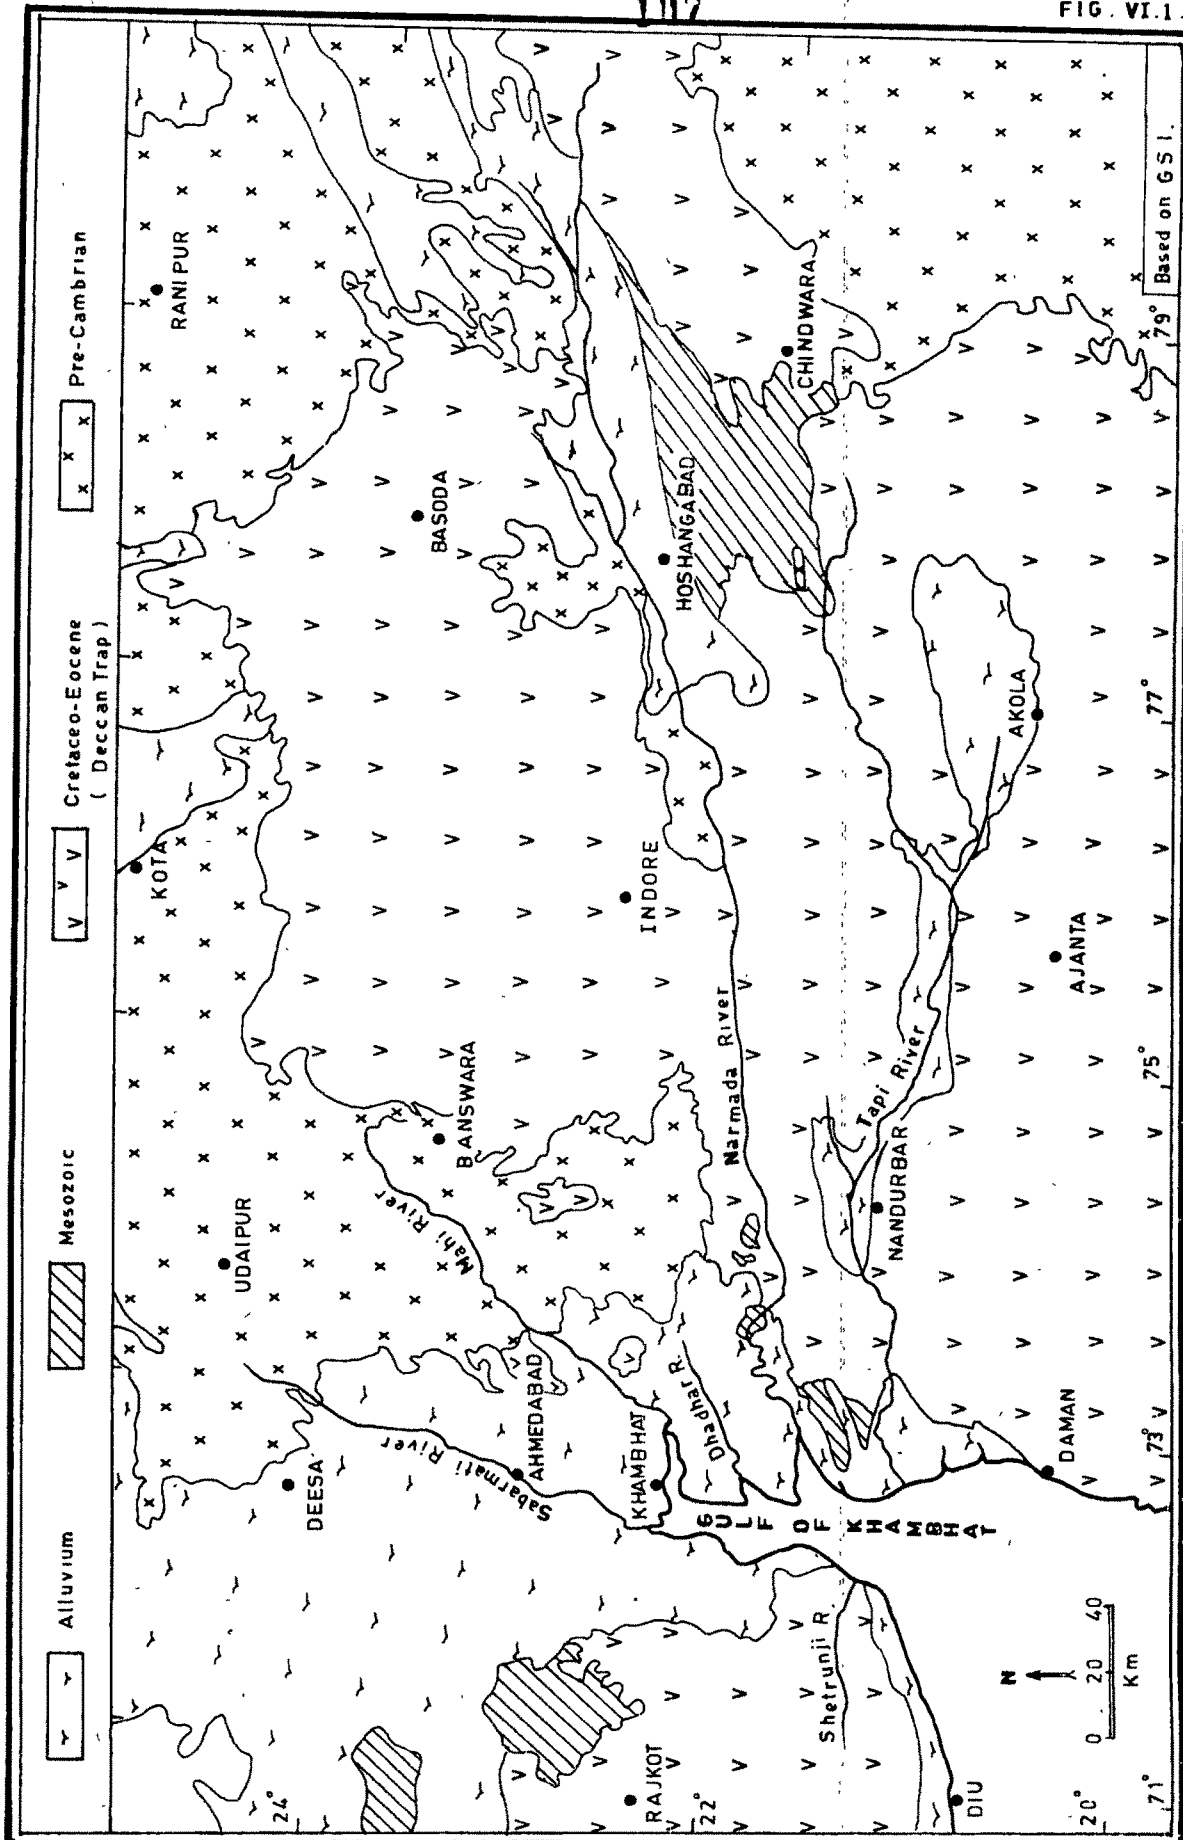 FIG. VI.1.
Alluvium
Mesozoic
Cretaceo-Eocene
( Deccan Trap )
Pre-Cambrian
KOTA
RANIPUR
UDAIPUR
DEESA
24°
BASODA
BANSWARA
Mahi River
Sabarmati River
AHMEDABAD
INDORE
HOSHANGABAD
KHAMBHAT
RAJKOT
22°
Dhadhar R.
Narmada River
CHINDWARA
GULF OF KHAMBHAT
Shetrunji R.
Tapi River
NANDURBAR
AKOLA
AJANTA
DAMAN
DIU
N
0 20 40
Km
20°
71°
73°
75°
77°
79°
Based on GSI.